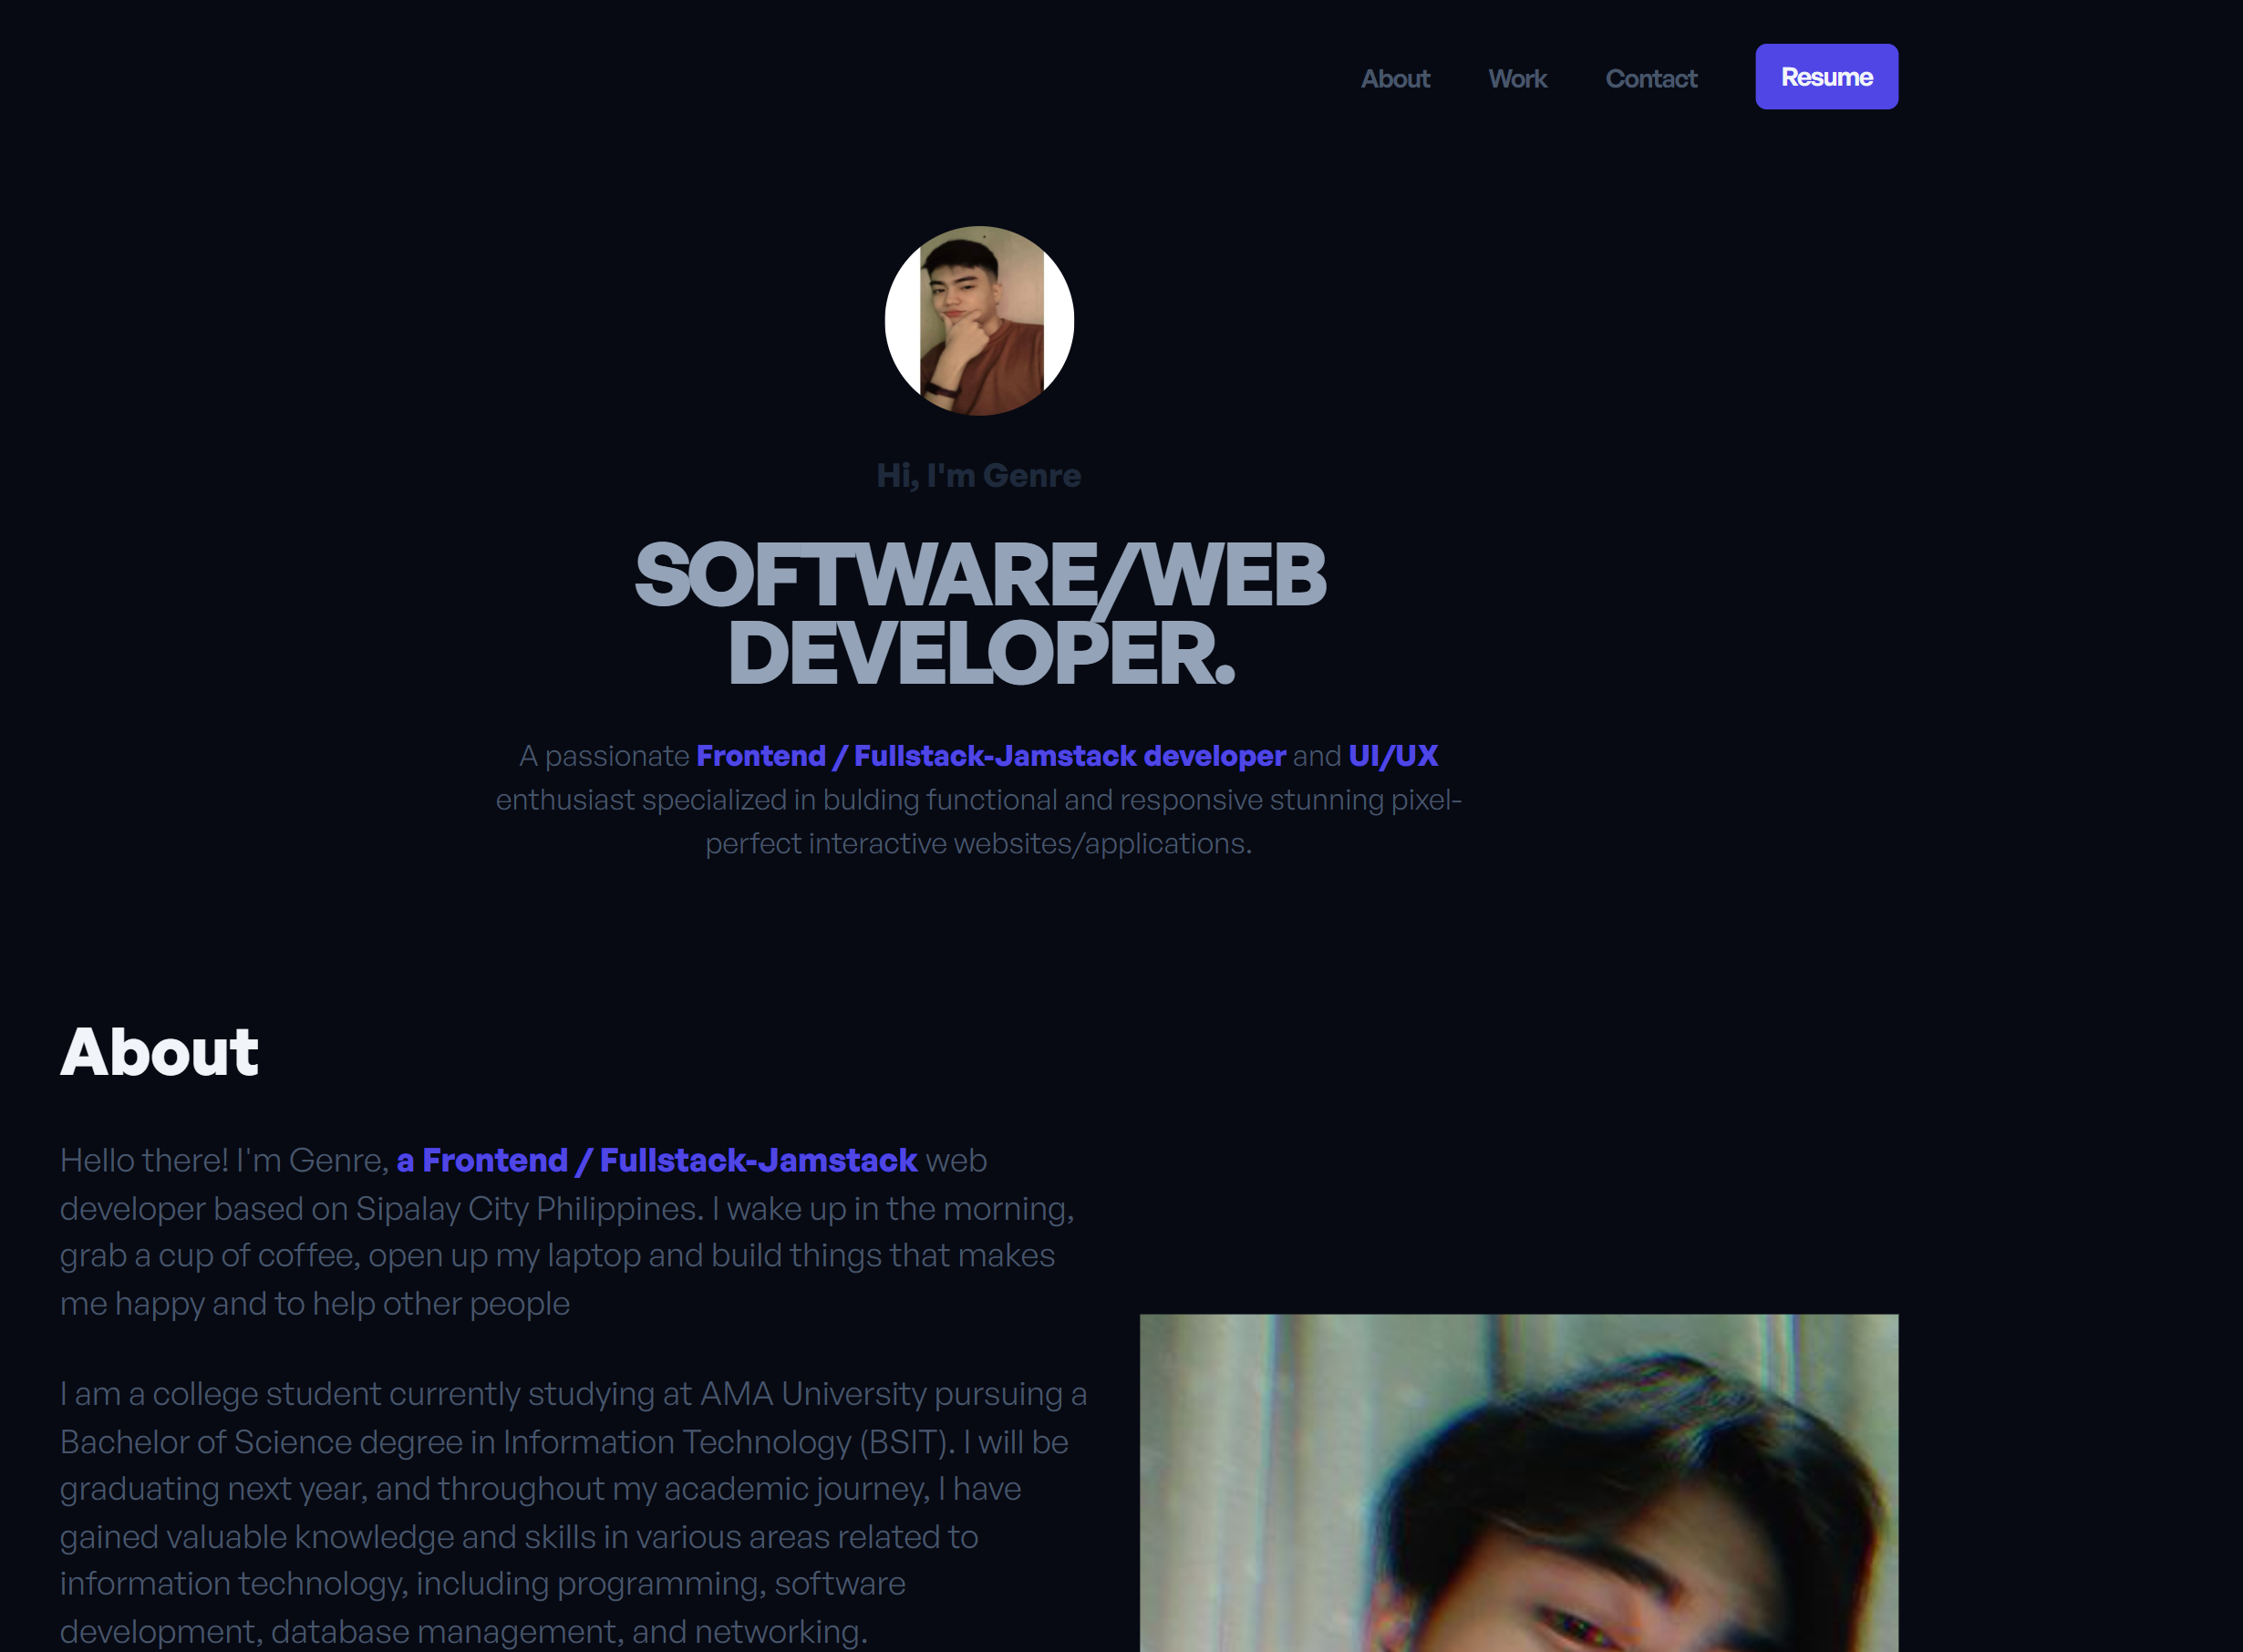 About Work Contact Resume
Hi, I'm Genre
SOFTWARE/WEB
DEVELOPER.
A passionate Frontend / Fullstack-Jamstack developer and UI/UX
enthusiast specialized in bulding functional and responsive stunning pixel-
perfect interactive websites/applications.
About
Hello there! I'm Genre, a Frontend / Fullstack-Jamstack web
developer based on Sipalay City Philippines. I wake up in the morning,
grab a cup of coffee, open up my laptop and build things that makes
me happy and to help other people
I am a college student currently studying at AMA University pursuing a
Bachelor of Science degree in Information Technology (BSIT). I will be
graduating next year, and throughout my academic journey, I have
gained valuable knowledge and skills in various areas related to
information technology, including programming, software
development, database management, and networking.